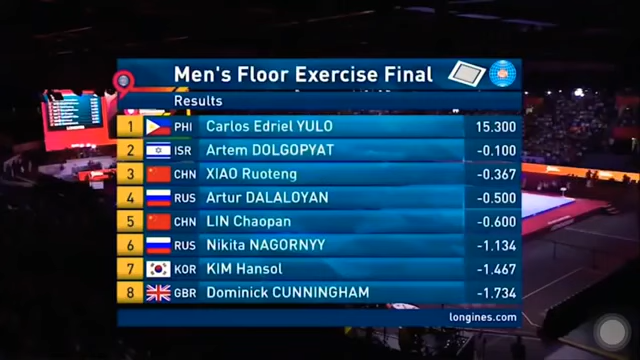 Men's Floor Exercise Final
Results
1 PHI Carlos Edriel YULO 15.300
2 ISR Artem DOLGOPYAT -0.100
3 CHN XIAO Ruoteng -0.367
4 RUS Artur DALALOYAN -0.500
5 CHN LIN Chaopan -0.600
6 RUS Nikita NAGORNYY -1.134
7 KOR KIM Hansol -1.467
8 GBR Dominick CUNNINGHAM -1.734
longines.com